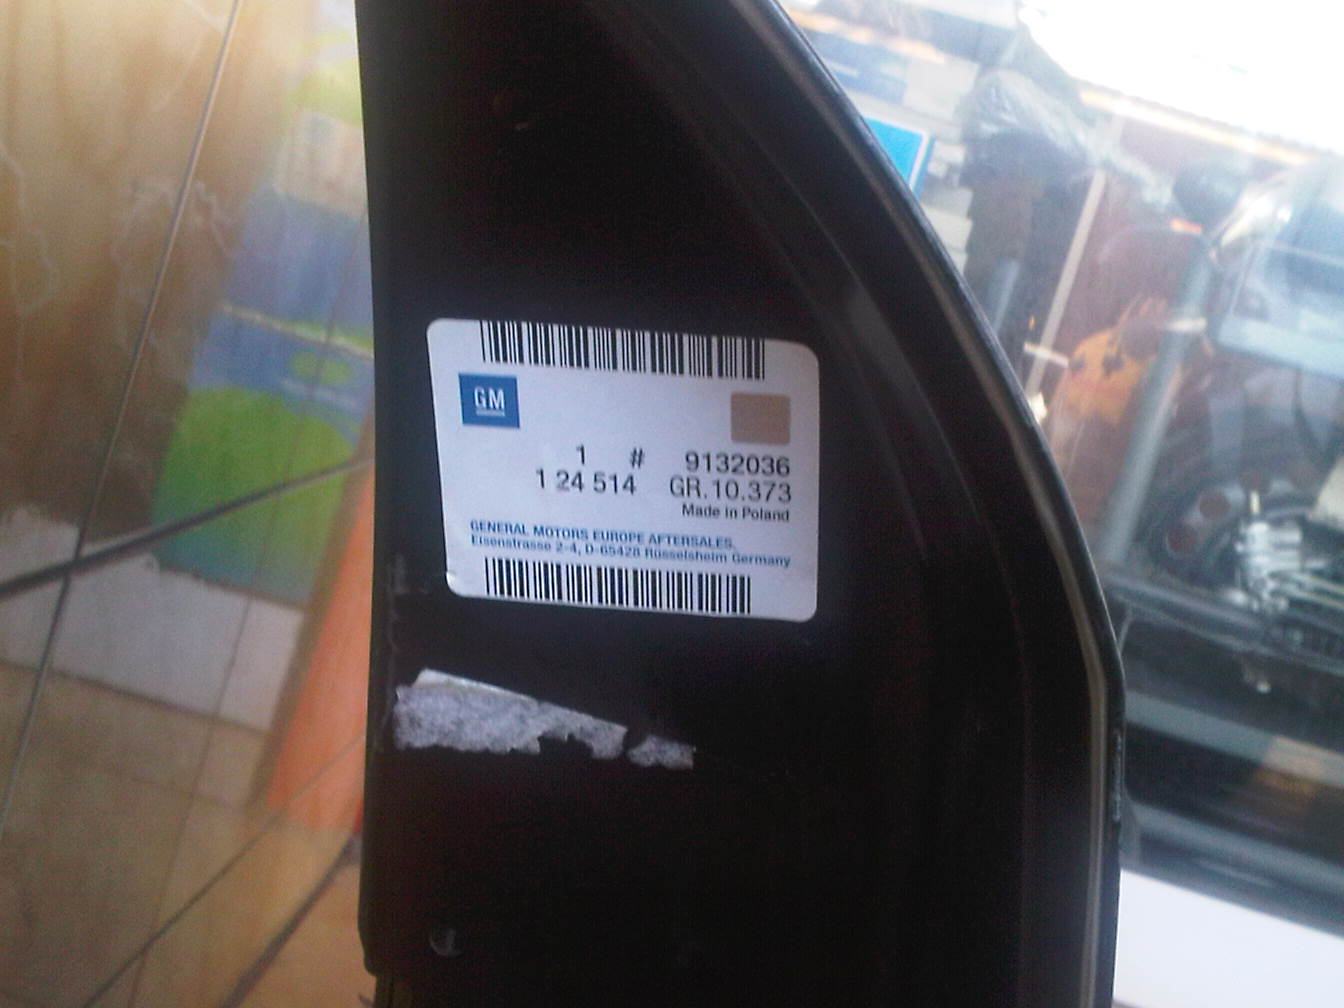 GM
1 # 9132036
1 24 514 GR.10.373
Made in Poland
GENERAL MOTORS EUROPE AFTERSALES,
Eisenstrasse 2-4, D-65428 Rüsselsheim Germany